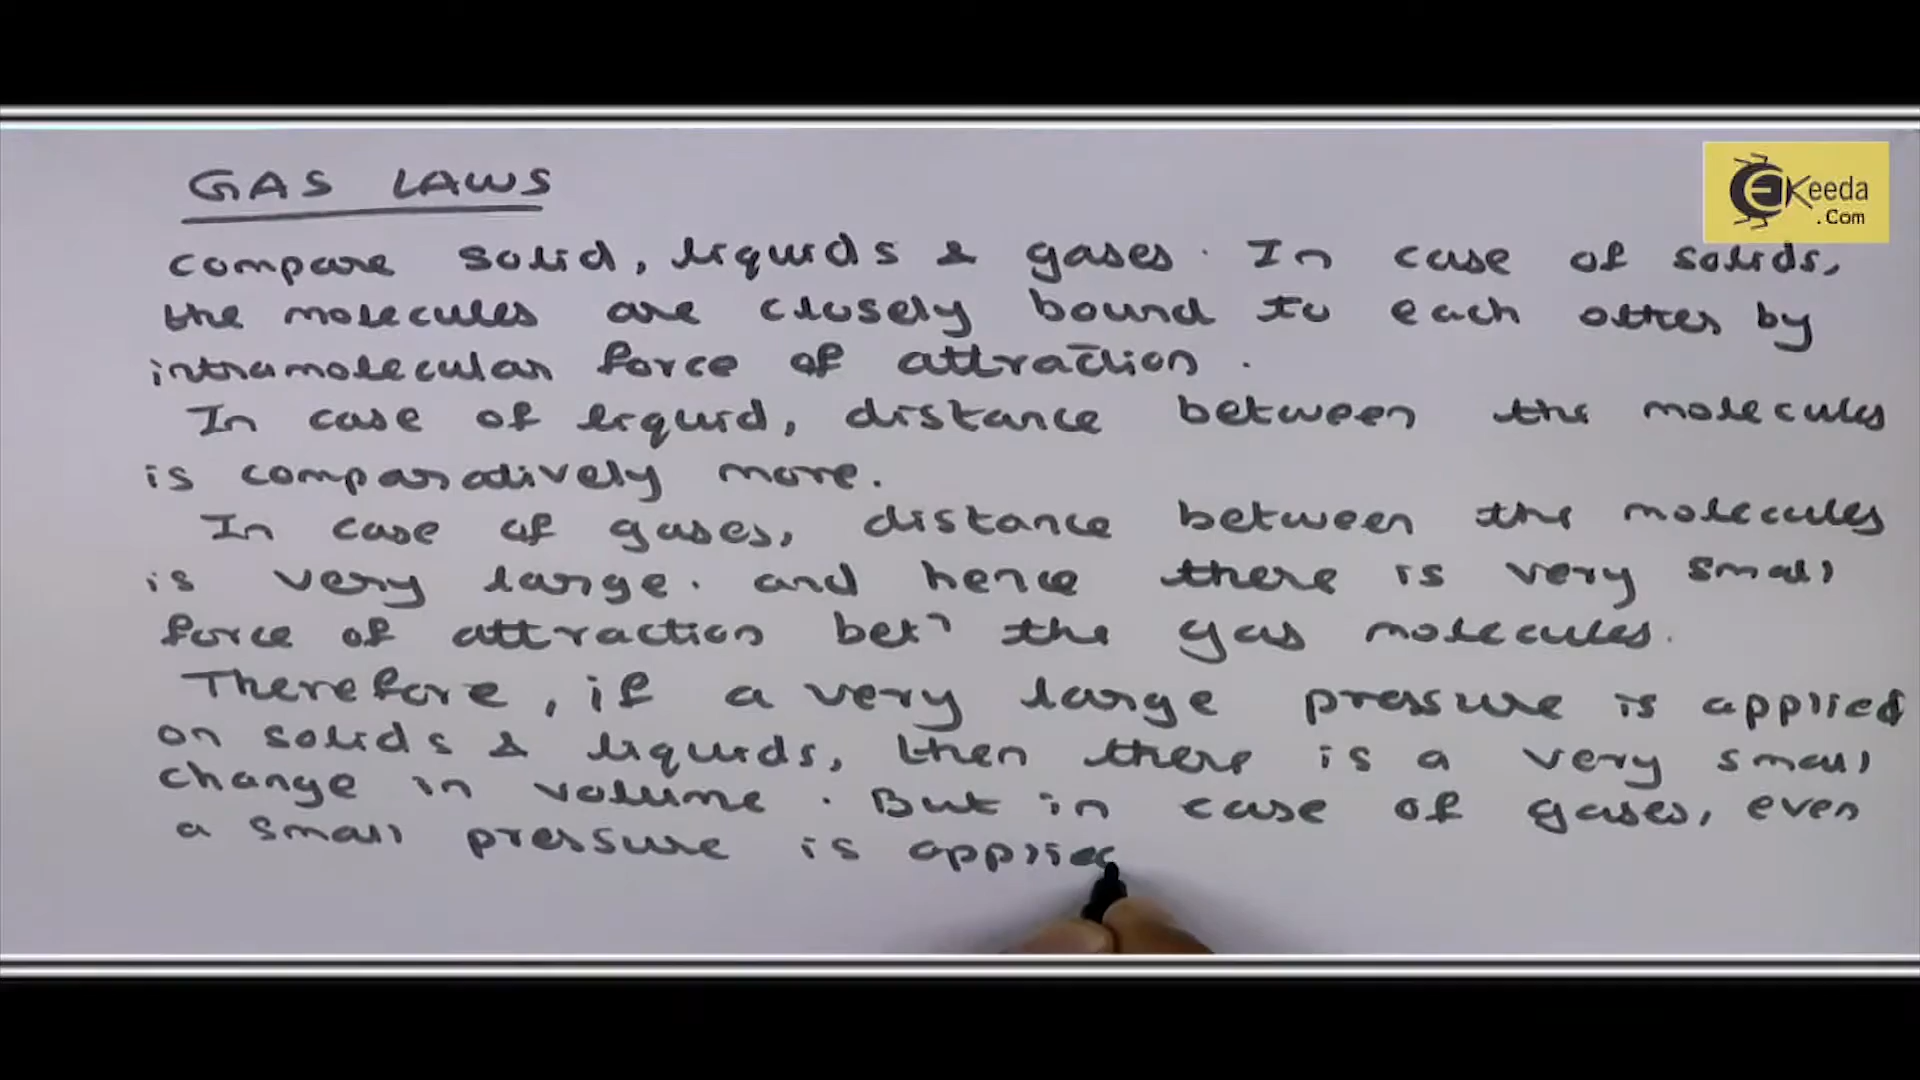 GAS LAWS
Keeda
.Com
compare solid, liquids & gases. In case of solids,
the molecules are closely bound to each other by
intramolecular force of attraction.
In case of liquid, distance between the molecules
is comparatively more.
In case of gases, distance between the molecules
is very large. and hence there is very small
force of attraction betn the gas molecules.
Therefore, if a very large pressure is applied
on solids & liquids, then there is a very small
change in volume. But in case of gases, even
a small pressure is applied